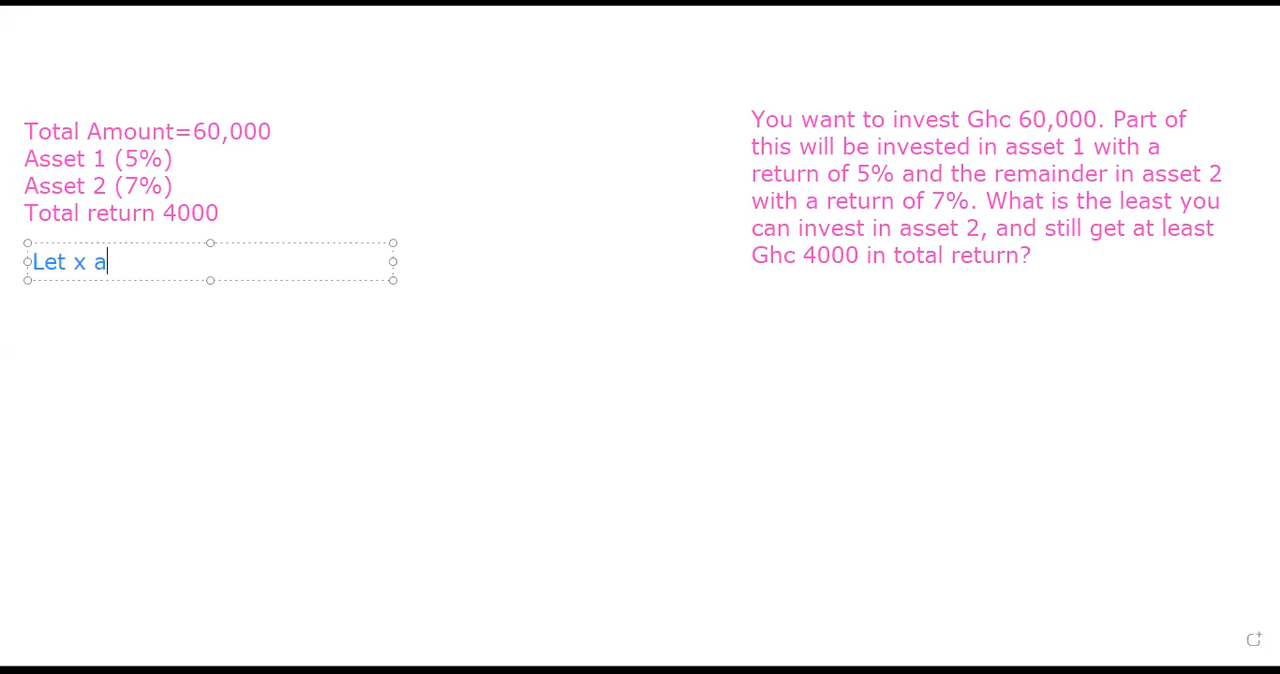 Total Amount=60,000
Asset 1 (5%)
Asset 2 (7%)
Total return 4000
Let x a
You want to invest Ghc 60,000. Part of
this will be invested in asset 1 with a
return of 5% and the remainder in asset 2
with a return of 7%. What is the least you
can invest in asset 2, and still get at least
Ghc 4000 in total return?